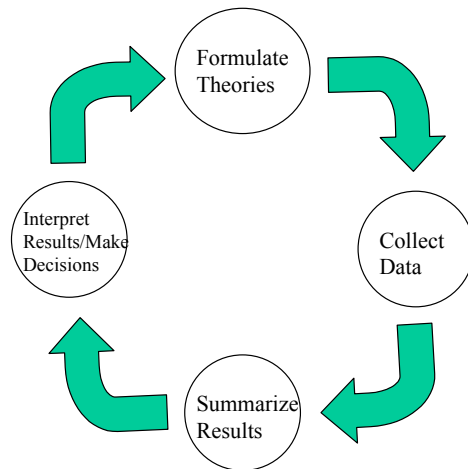 Formulate
Theories
Collect
Data
Summarize
Results
Interpret
Results/Make
Decisions